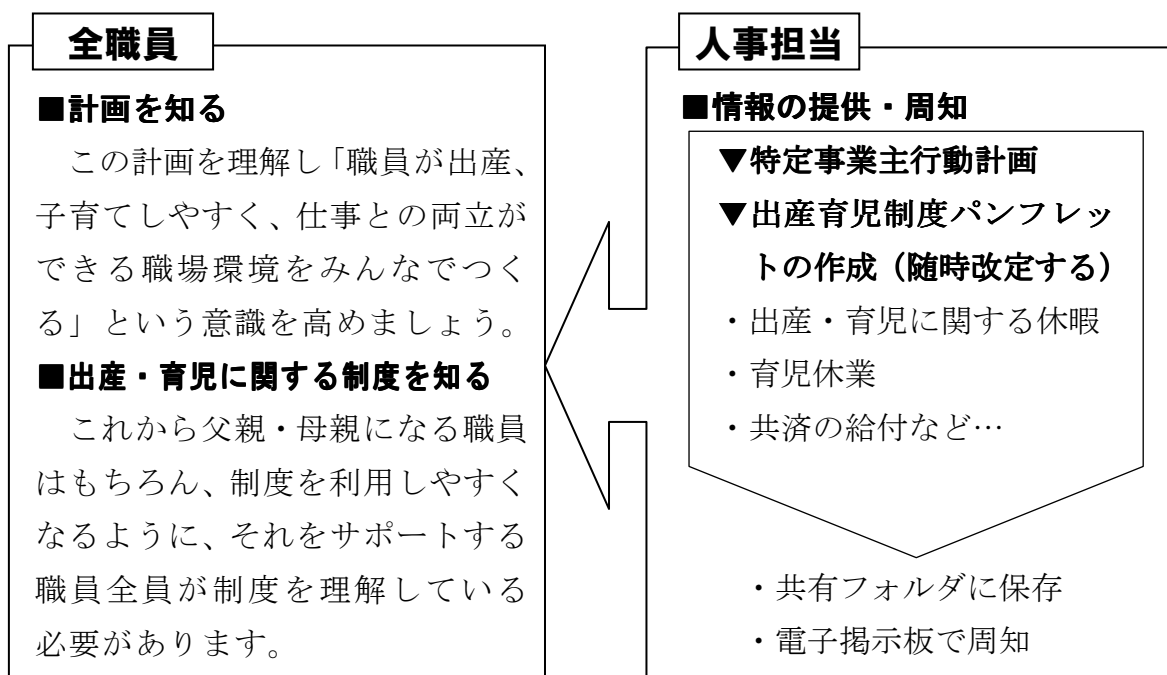 全職員
■計画を知る
この計画を理解し「職員が出産、
子育てしやすく、仕事との両立が
できる職場環境をみんなでつく
る」という意識を高めましょう。
■出産・育児に関する制度を知る
これから父親・母親になる職員
はもちろん、制度を利用しやすく
なるように、それをサポートする
職員全員が制度を理解している
必要があります。
人事担当
■情報の提供・周知
▼特定事業主行動計画
▼出産育児制度パンフレッ
トの作成（随時改定する）
・出産・育児に関する休暇
・育児休業
・共済の給付など…
・共有フォルダに保存
・電子掲示板で周知